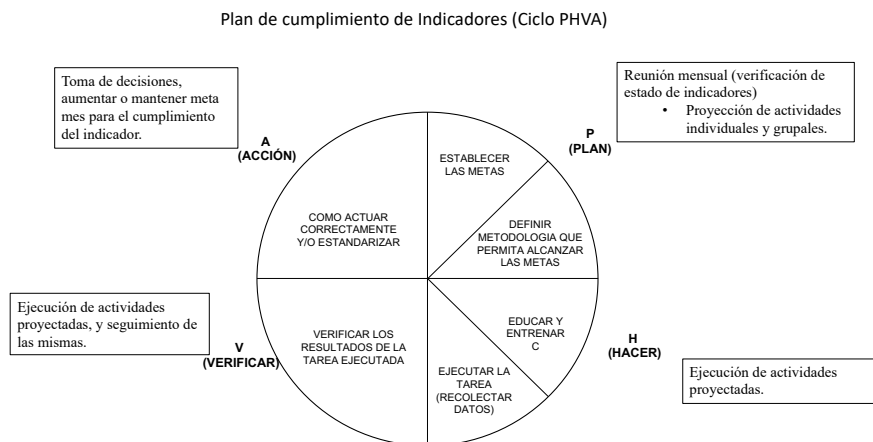 Plan de cumplimiento de Indicadores (Ciclo PHVA)
Toma de decisiones,
aumentar o mantener meta
mes para el cumplimiento
del indicador.
A
(ACCIÓN)
Reunión mensual (verificación de
estado de indicadores)
• Proyección de actividades
individuales y grupales.
P
(PLAN)
ESTABLECER
LAS METAS
COMO ACTUAR
CORRECTAMENTE
Y/O ESTANDARIZAR
DEFINIR
METODOLOGIA QUE
PERMITA ALCANZAR
LAS METAS
Ejecución de actividades
proyectadas, y seguimiento de
las mismas.
V
(VERIFICAR)
VERIFICAR LOS
RESULTADOS DE LA
TAREA EJECUTADA
EDUCAR Y
ENTRENAR
C
EJECUTAR LA
TAREA
(RECOLECTAR
DATOS)
H
(HACER)
Ejecución de actividades
proyectadas.